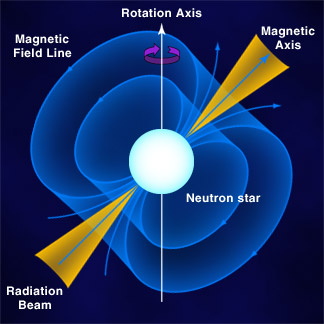 Rotation Axis
Magnetic
Field Line
Magnetic
Axis
Neutron star
Radiation
Beam